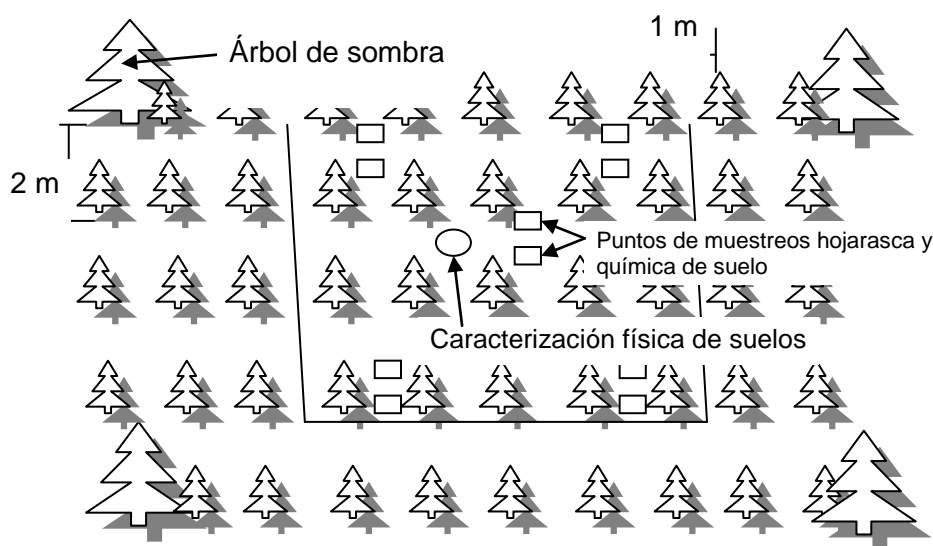 1 m
Árbol de sombra
2 m
Puntos de muestreos hojarasca y
química de suelo
Caracterización física de suelos